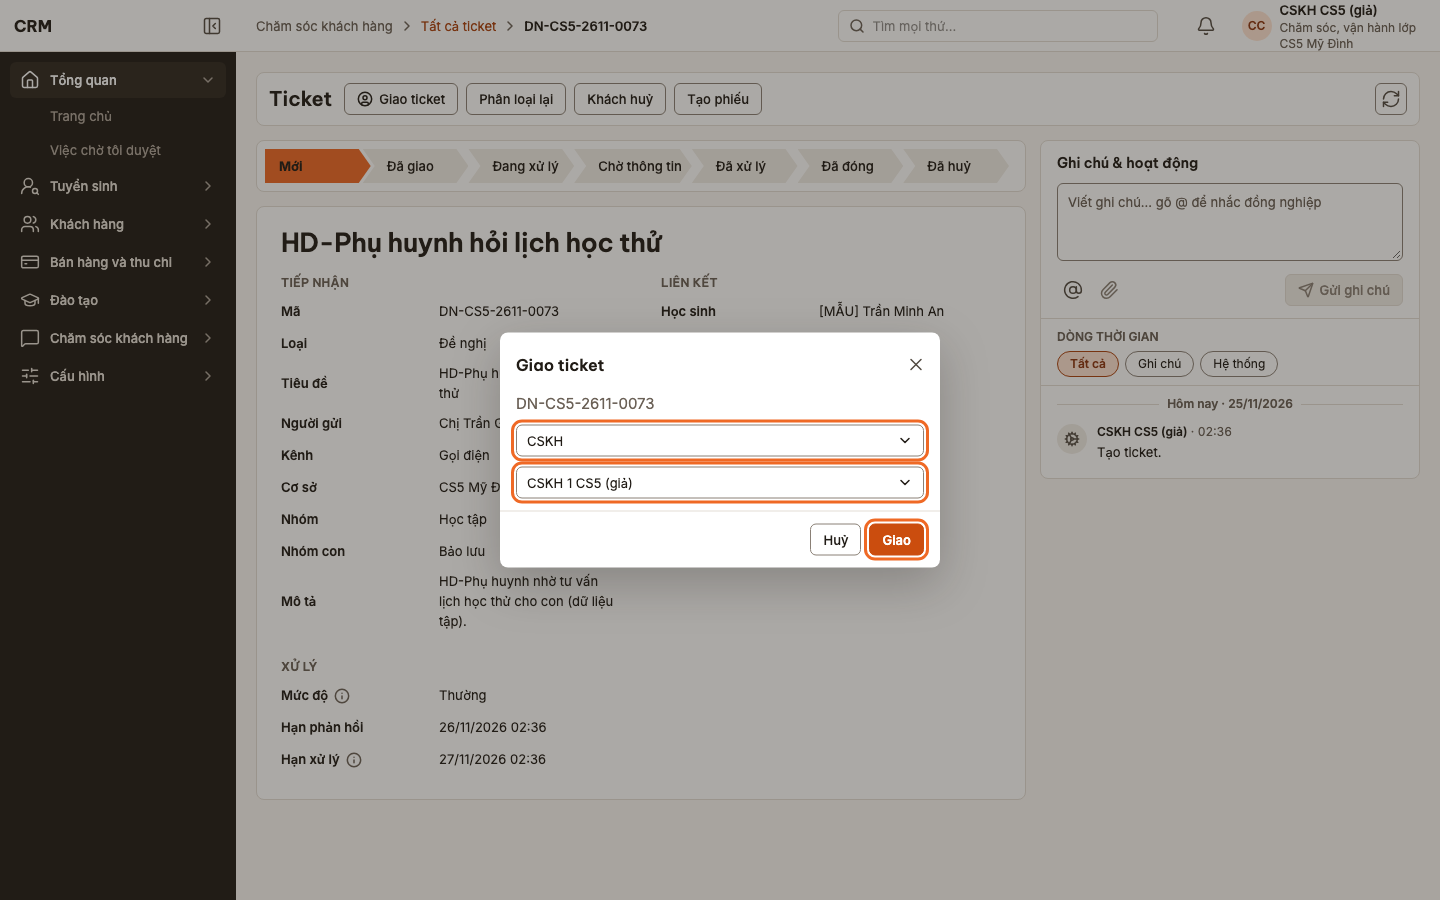 CRM
Chăm sóc khách hàng
Tất cả ticket
DN-CS5-2611-0073
Tìm mọi thứ...
CC
CSKH CS5 (giả)
Chăm sóc, vận hành lớp
CS5 Mỹ Đình
Tổng quan
Trang chủ
Việc chờ tôi duyệt
Tuyển sinh
Khách hàng
Bán hàng và thu chi
Đào tạo
Chăm sóc khách hàng
Cấu hình
Ticket
Giao ticket
Phân loại lại
Khách huỷ
Tạo phiếu
Mới
Đã giao
Đang xử lý
Chờ thông tin
Đã xử lý
Đã đóng
Đã huỷ
HD-Phụ huynh hỏi lịch học thử
TIẾP NHẬN
Mã
DN-CS5-2611-0073
Loại
Đề nghị
Tiêu đề
HD-Phụ h
thử
Người gửi
Chị Trần
Kênh
Gọi điện
Cơ sở
CS5 Mỹ Đ
Nhóm
Học tập
Nhóm con
Bảo lưu
Mô tả
HD-Phụ huynh nhờ tư vấn
lịch học thử cho con (dữ liệu
tập).
LIÊN KẾT
Học sinh
[MẪU] Trần Minh An
XỬ LÝ
Mức độ
Thường
Hạn phản hồi
26/11/2026 02:36
Hạn xử lý
27/11/2026 02:36
Giao ticket
DN-CS5-2611-0073
CSKH
CSKH 1 CS5 (giả)
Huỷ
Giao
Ghi chú & hoạt động
Viết ghi chú... gõ @ để nhắc đồng nghiệp
Gửi ghi chú
DÒNG THỜI GIAN
Tất cả
Ghi chú
Hệ thống
Hôm nay · 25/11/2026
CSKH CS5 (giả) · 02:36
Tạo ticket.